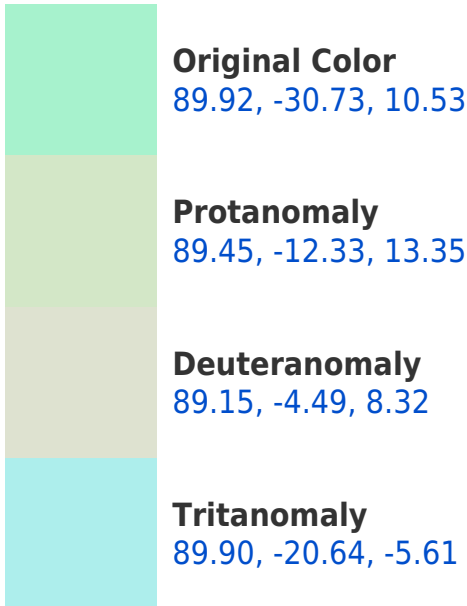 Original Color
89.92, -30.73, 10.53
Protanomaly
89.45, -12.33, 13.35
Deuteranomaly
89.15, -4.49, 8.32
Tritanomaly
89.90, -20.64, -5.61